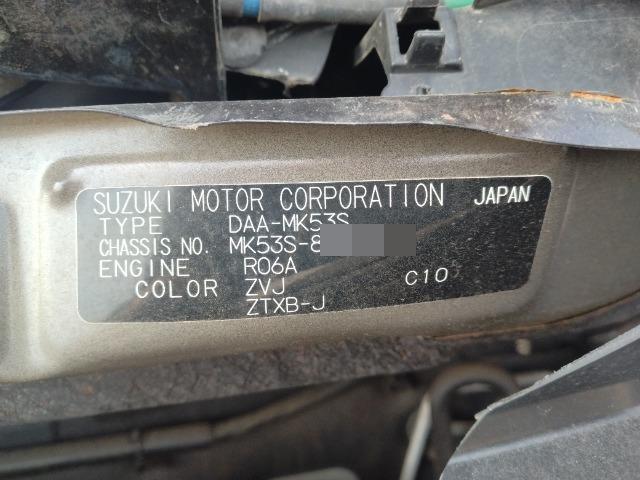 SUZUKI MOTOR CORPORATION JAPAN
TYPE DAA-MK53S
CHASSIS NO. MK53S-8
ENGINE R06A
COLOR ZVJ C10
ZTXB-J